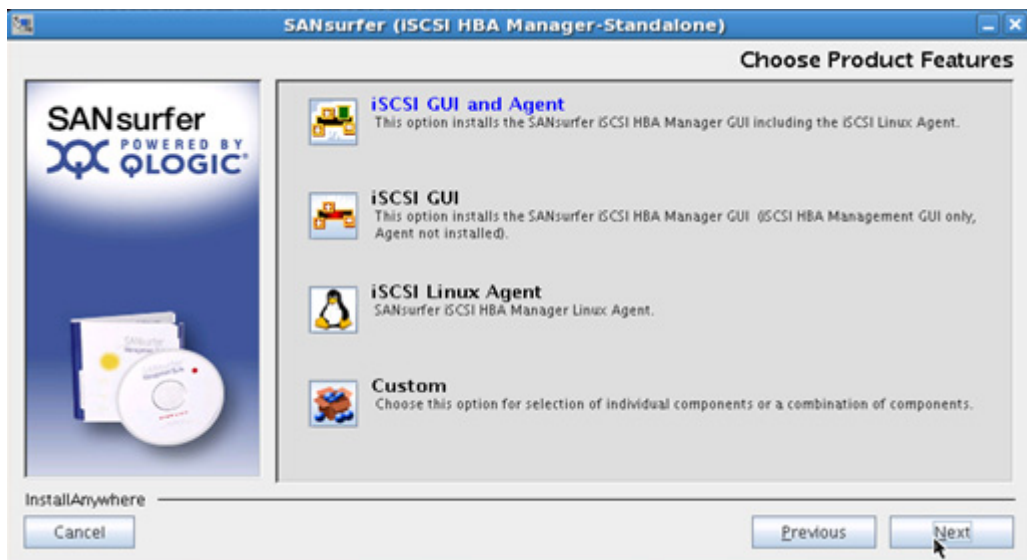 SANsurfer (iSCSI HBA Manager-Standalone)
Choose Product Features
SANsurfer
POWERED BY
QLOGIC
iSCSI GUI and Agent
This option installs the SANsurfer iSCSI HBA Manager GUI including the iSCSI Linux Agent.
iSCSI GUI
This option installs the SANsurfer iSCSI HBA Manager GUI (iSCSI HBA Management GUI only,
Agent not installed).
iSCSI Linux Agent
SANsurfer iSCSI HBA Manager Linux Agent.
Custom
Choose this option for selection of individual components or a combination of components.
SANsurfer
SANsurfer
InstallAnywhere
Cancel
Previous
Next